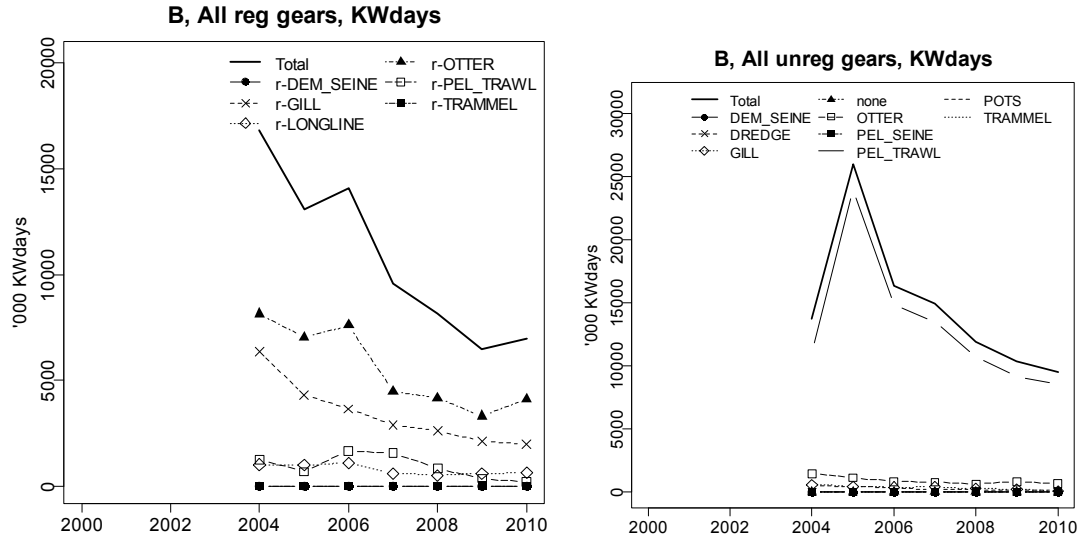 B, All reg gears, KWdays
Total
r-DEM_SEINE
r-GILL
r-LONGLINE
r-OTTER
r-PEL_TRAWL
r-TRAMMEL
'000 KWdays
20000
15000
10000
5000
0
2000 2002 2004 2006 2008 2010
B, All unreg gears, KWdays
Total
DEM_SEINE
DREDGE
GILL
none
OTTER
PEL_SEINE
PEL_TRAWL
POTS
TRAMMEL
'000 KWdays
30000
25000
20000
15000
10000
5000
0
2000 2002 2004 2006 2008 2010